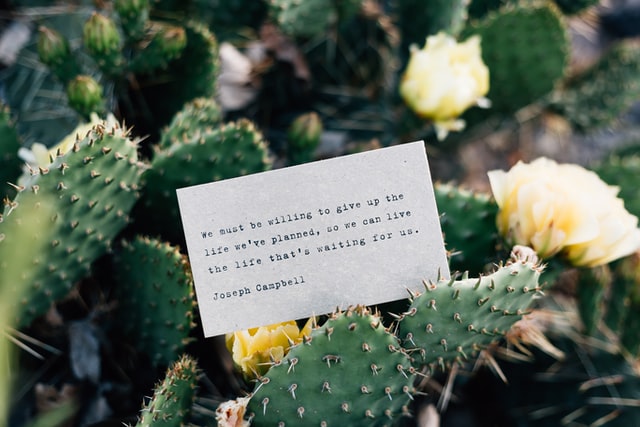 We must be willing to give up the
life we've planned, so we can live
the life that's waiting for us.
Joseph Campbell